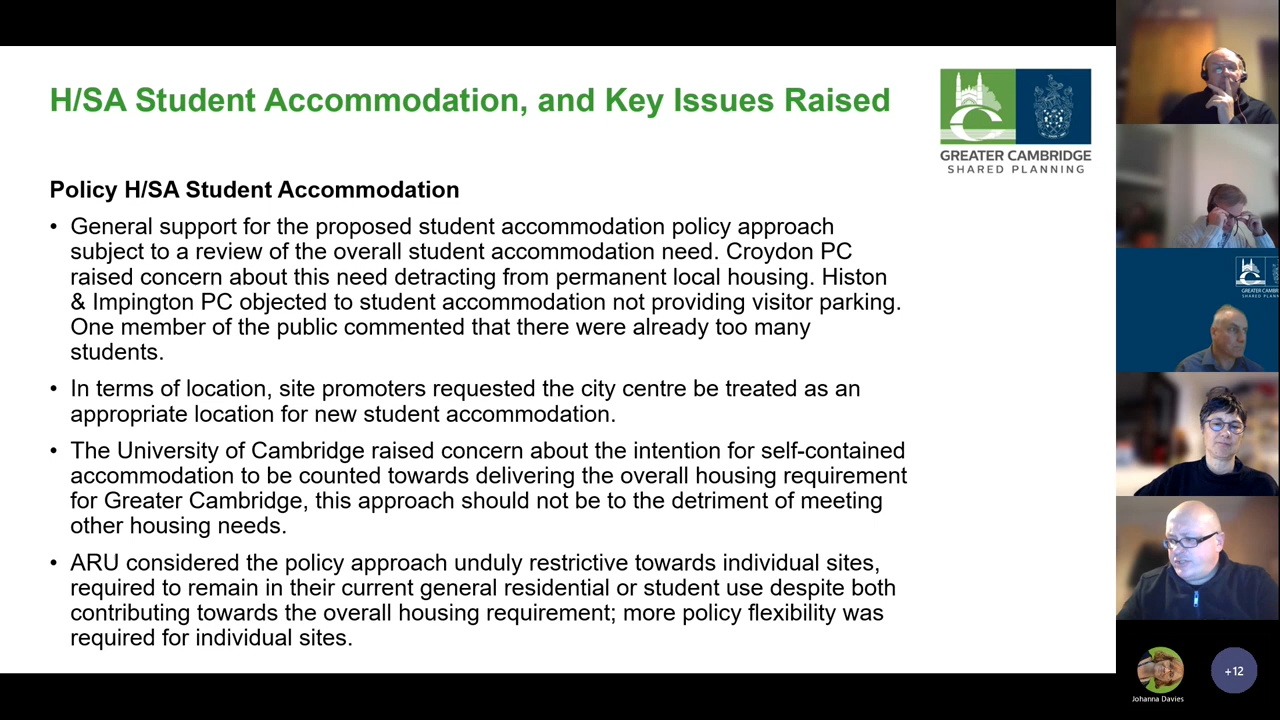 H/SA Student Accommodation, and Key Issues Raised
GREATER CAMBRIDGE
SHARED PLANNING
Policy H/SA Student Accommodation
• General support for the proposed student accommodation policy approach
subject to a review of the overall student accommodation need. Croydon PC
raised concern about this need detracting from permanent local housing. Histon
& Impington PC objected to student accommodation not providing visitor parking.
One member of the public commented that there were already too many
students.
• In terms of location, site promoters requested the city centre be treated as an
appropriate location for new student accommodation.
• The University of Cambridge raised concern about the intention for self-contained
accommodation to be counted towards delivering the overall housing requirement
for Greater Cambridge, this approach should not be to the detriment of meeting
other housing needs.
• ARU considered the policy approach unduly restrictive towards individual sites,
required to remain in their current general residential or student use despite both
contributing towards the overall housing requirement; more policy flexibility was
required for individual sites.
GREATER CAMBR
SHARED PLANN
Johanna Davies
+12